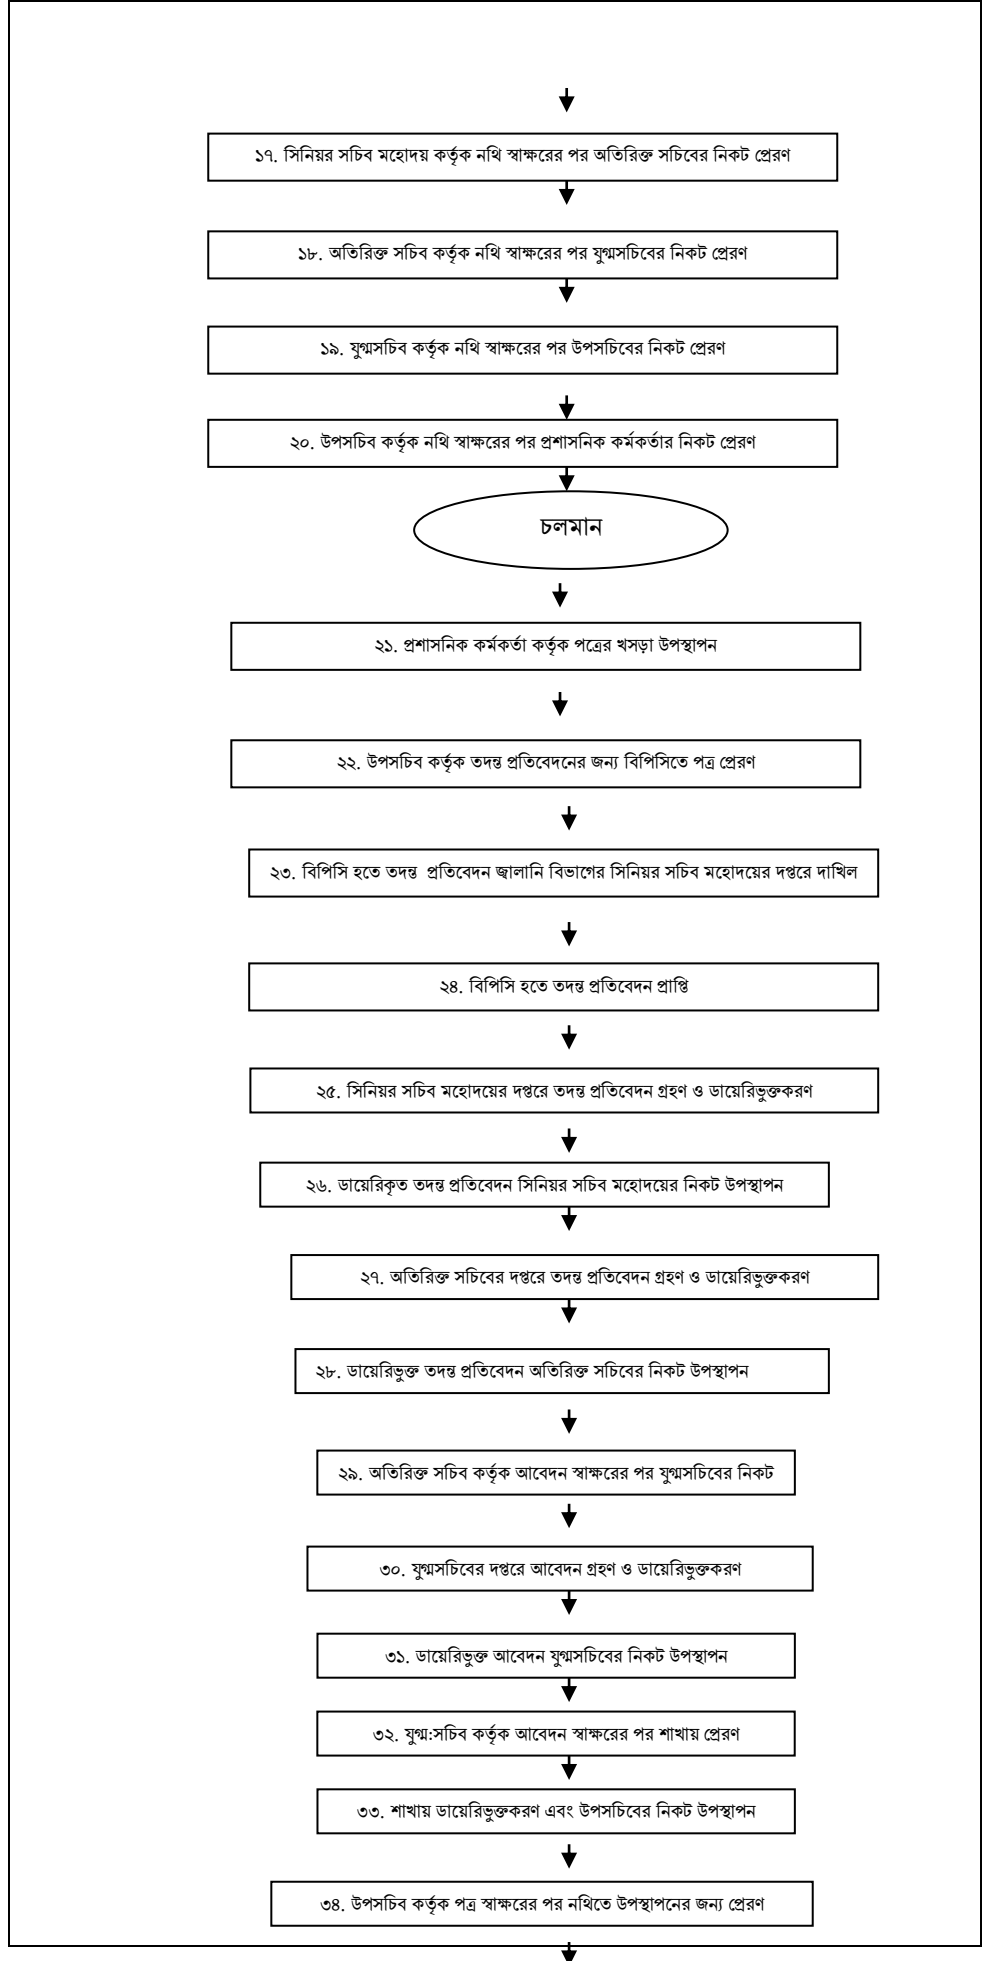 ১৭. সিনিয়র সচিব মহোদয় কর্তৃক নথি স্বাক্ষরের পর অতিরিক্ত সচিবের নিকট প্রেরণ
১৮. অতিরিক্ত সচিব কর্তৃক নথি স্বাক্ষরের পর যুগ্মসচিবের নিকট প্রেরণ
১৯. যুগ্মসচিব কর্তৃক নথি স্বাক্ষরের পর উপসচিবের নিকট প্রেরণ
২০. উপসচিব কর্তৃক নথি স্বাক্ষরের পর প্রশাসনিক কর্মকর্তার নিকট প্রেরণ
চলমান
২১. প্রশাসনিক কর্মকর্তা কর্তৃক পত্রের খসড়া উপস্থাপন
২২. উপসচিব কর্তৃক তদন্ত প্রতিবেদনের জন্য বিপিসিতে পত্র প্রেরণ
২৩. বিপিসি হতে তদন্ত প্রতিবেদন জ্বালানি বিভাগের সিনিয়র সচিব মহোদয়ের দপ্তরে দাখিল
২৪. বিপিসি হতে তদন্ত প্রতিবেদন প্রাপ্তি
২৫. সিনিয়র সচিব মহোদয়ের দপ্তরে তদন্ত প্রতিবেদন গ্রহণ ও ডায়েরিভুক্তকরণ
২৬. ডায়েরিকৃত তদন্ত প্রতিবেদন সিনিয়র সচিব মহোদয়ের নিকট উপস্থাপন
২৭. অতিরিক্ত সচিবের দপ্তরে তদন্ত প্রতিবেদন গ্রহণ ও ডায়েরিভুক্তকরণ
২৮. ডায়েরিভুক্ত তদন্ত প্রতিবেদন অতিরিক্ত সচিবের নিকট উপস্থাপন
২৯. অতিরিক্ত সচিব কর্তৃক আবেদন স্বাক্ষরের পর যুগ্মসচিবের নিকট
৩০. যুগ্মসচিবের দপ্তরে আবেদন গ্রহণ ও ডায়েরিভুক্তকরণ
৩১. ডায়েরিভুক্ত আবেদন যুগ্মসচিবের নিকট উপস্থাপন
৩২. যুগ্ম:সচিব কর্তৃক আবেদন স্বাক্ষরের পর শাখায় প্রেরণ
৩৩. শাখায় ডায়েরিভুক্তকরণ এবং উপসচিবের নিকট উপস্থাপন
৩৪. উপসচিব কর্তৃক পত্র স্বাক্ষরের পর নথিতে উপস্থাপনের জন্য প্রেরণ